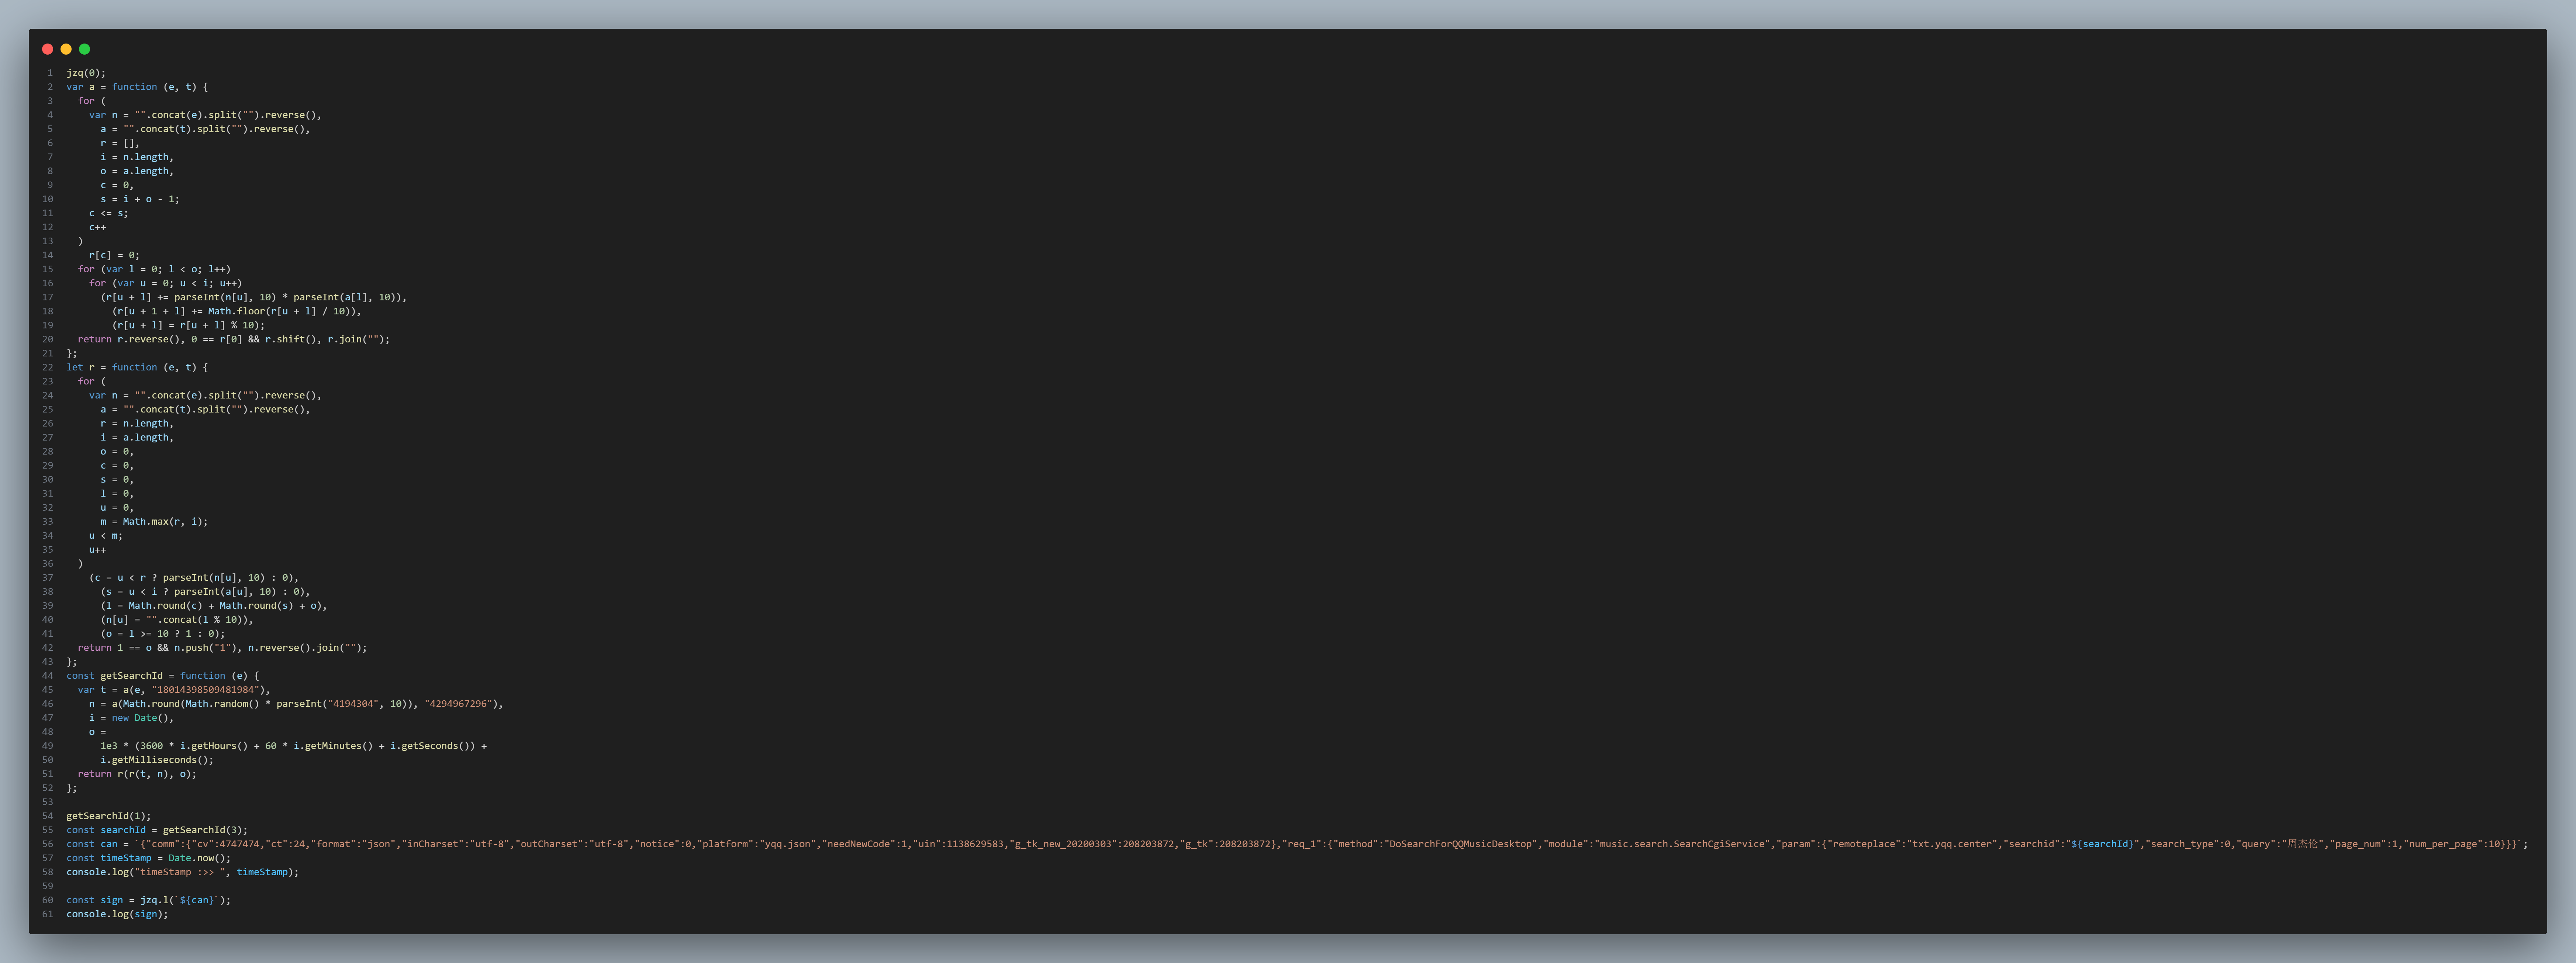 1 jzq(0);
2 var a = function (e, t) {
3   for (
4     var n = "".concat(e).split("").reverse(),
5       a = "".concat(t).split("").reverse(),
6       r = [],
7       i = n.length,
8       o = a.length,
9       c = 0,
10       s = i + o - 1;
11     c <= s;
12     c++
13   )
14     r[c] = 0;
15   for (var l = 0; l < o; l++)
16     for (var u = 0; u < i; u++)
17       (r[u + l] += parseInt(n[u], 10) * parseInt(a[l], 10)),
18         (r[u + 1 + l] += Math.floor(r[u + l] / 10)),
19         (r[u + l] = r[u + l] % 10);
20   return r.reverse(), 0 == r[0] && r.shift(), r.join("");
21 };
22 let r = function (e, t) {
23   for (
24     var n = "".concat(e).split("").reverse(),
25       a = "".concat(t).split("").reverse(),
26       r = n.length,
27       i = a.length,
28       o = 0,
29       c = 0,
30       s = 0,
31       l = 0,
32       u = 0,
33       m = Math.max(r, i);
34     u < m;
35     u++
36   )
37     (c = u < r ? parseInt(n[u], 10) : 0),
38       (s = u < i ? parseInt(a[u], 10) : 0),
39       (l = Math.round(c) + Math.round(s) + o),
40       (n[u] = "".concat(l % 10)),
41       (o = l >= 10 ? 1 : 0);
42   return 1 == o && n.push("1"), n.reverse().join("");
43 };
44 const getSearchId = function (e) {
45   var t = a(e, "18014398509481984"),
46     n = a(Math.round(Math.random() * parseInt("4194304", 10)), "4294967296"),
47     i = new Date(),
48     o =
49       1e3 * (3600 * i.getHours() + 60 * i.getMinutes() + i.getSeconds()) +
50       i.getMilliseconds();
51   return r(r(t, n), o);
52 };
53
54 getSearchId(1);
55 const searchId = getSearchId(3);
56 const can = `{"comm":{"cv":4747474,"ct":24,"format":"json","inCharset":"utf-8","outCharset":"utf-8","notice":0,"platform":"yqq.json","needNewCode":1,"uin":1138629583,"g_tk_new_20200303":208203872,"g_tk":208203872},"req_1":{"method":"DoSearchForQQMusicDesktop","module":"music.search.SearchCgiService","param":{"remoteplace":"txt.yqq.center","searchid":"${searchId}","search_type":0,"query":"周杰伦","page_num":1,"num_per_page":10}}}`;
57 const timeStamp = Date.now();
58 console.log("timeStamp :>> ", timeStamp);
59
60 const sign = jzq.l(`${can}`);
61 console.log(sign);